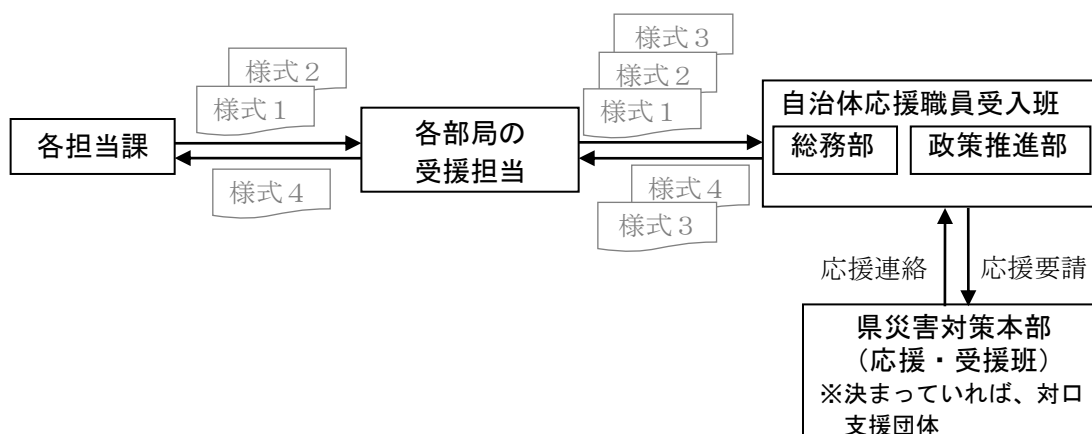 様式３
様式２
様式１
様式２
様式１
各担当課
各部局の
受援担当
自治体応援職員受入班
総務部
政策推進部
様式４
様式４
様式３
応援連絡
応援要請
県災害対策本部
（応援・受援班）
※決まっていれば、対口
支援団体